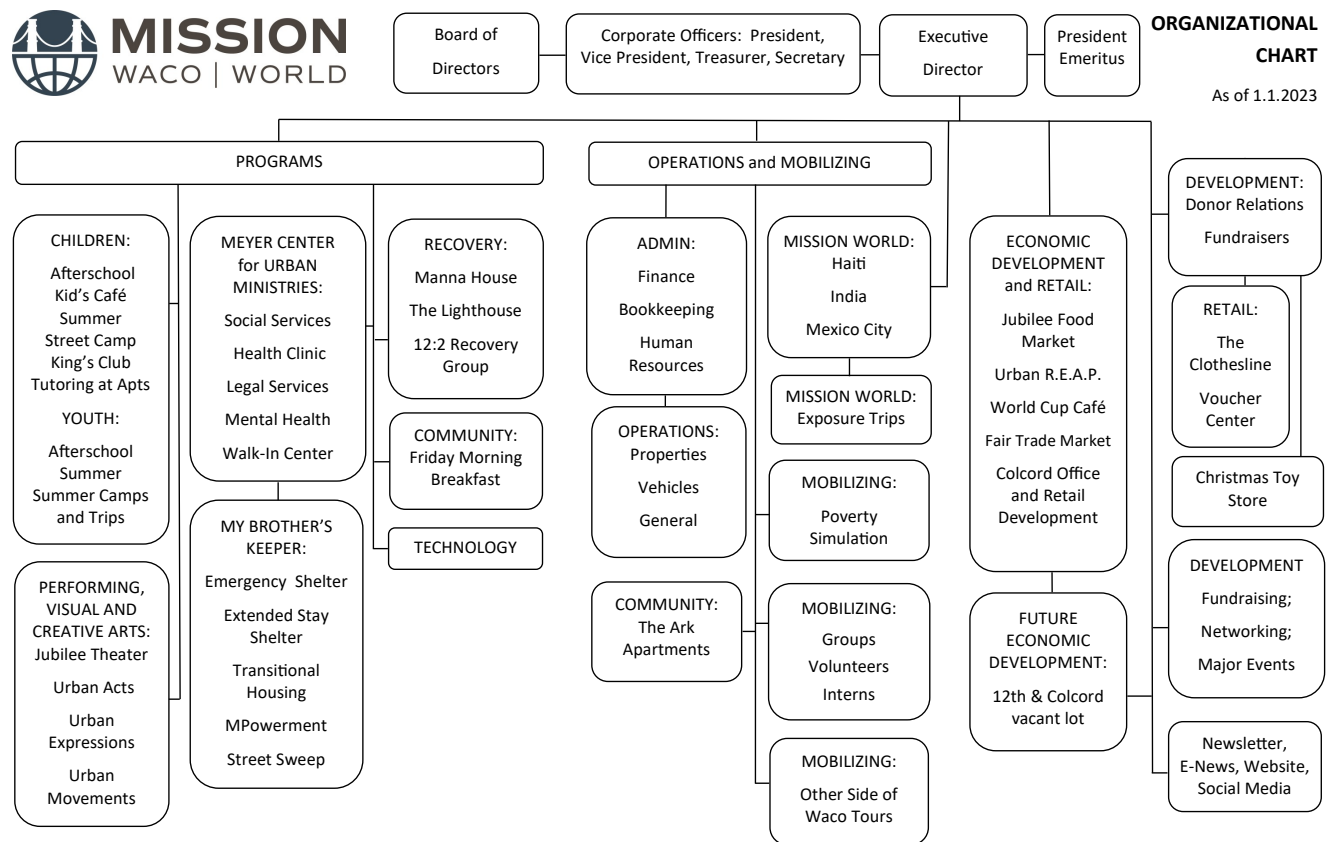 MISSION
WACO | WORLD
Board of
Directors
Corporate Officers: President,
Vice President, Treasurer, Secretary
Executive
Director
President
Emeritus
ORGANIZATIONAL
CHART
As of 1.1.2023
PROGRAMS
OPERATIONS and MOBILIZING
CHILDREN:
Afterschool
Kid’s Café
Summer
Street Camp
King’s Club
Tutoring at Apts
YOUTH:
Afterschool
Summer
Summer Camps
and Trips
PERFORMING,
VISUAL AND
CREATIVE ARTS:
Jubilee Theater
Urban Acts
Urban
Expressions
Urban
Movements
MEYER CENTER
for URBAN
MINISTRIES:
Social Services
Health Clinic
Legal Services
Mental Health
Walk-In Center
MY BROTHER’S
KEEPER:
Emergency Shelter
Extended Stay
Shelter
Transitional
Housing
MPowerment
Street Sweep
RECOVERY:
Manna House
The Lighthouse
12:2 Recovery
Group
COMMUNITY:
Friday Morning
Breakfast
TECHNOLOGY
ADMIN:
Finance
Bookkeeping
Human
Resources
OPERATIONS:
Properties
Vehicles
General
COMMUNITY:
The Ark
Apartments
MISSION WORLD:
Haiti
India
Mexico City
MISSION WORLD:
Exposure Trips
MOBILIZING:
Poverty
Simulation
MOBILIZING:
Groups
Volunteers
Interns
MOBILIZING:
Other Side of
Waco Tours
ECONOMIC
DEVELOPMENT
and RETAIL:
Jubilee Food
Market
Urban R.E.A.P.
World Cup Café
Fair Trade Market
Colcord Office
and Retail
Development
FUTURE
ECONOMIC
DEVELOPMENT:
12th & Colcord
vacant lot
DEVELOPMENT:
Donor Relations
Fundraisers
RETAIL:
The
Clothesline
Voucher
Center
Christmas Toy
Store
DEVELOPMENT
Fundraising;
Networking;
Major Events
Newsletter,
E-News, Website,
Social Media